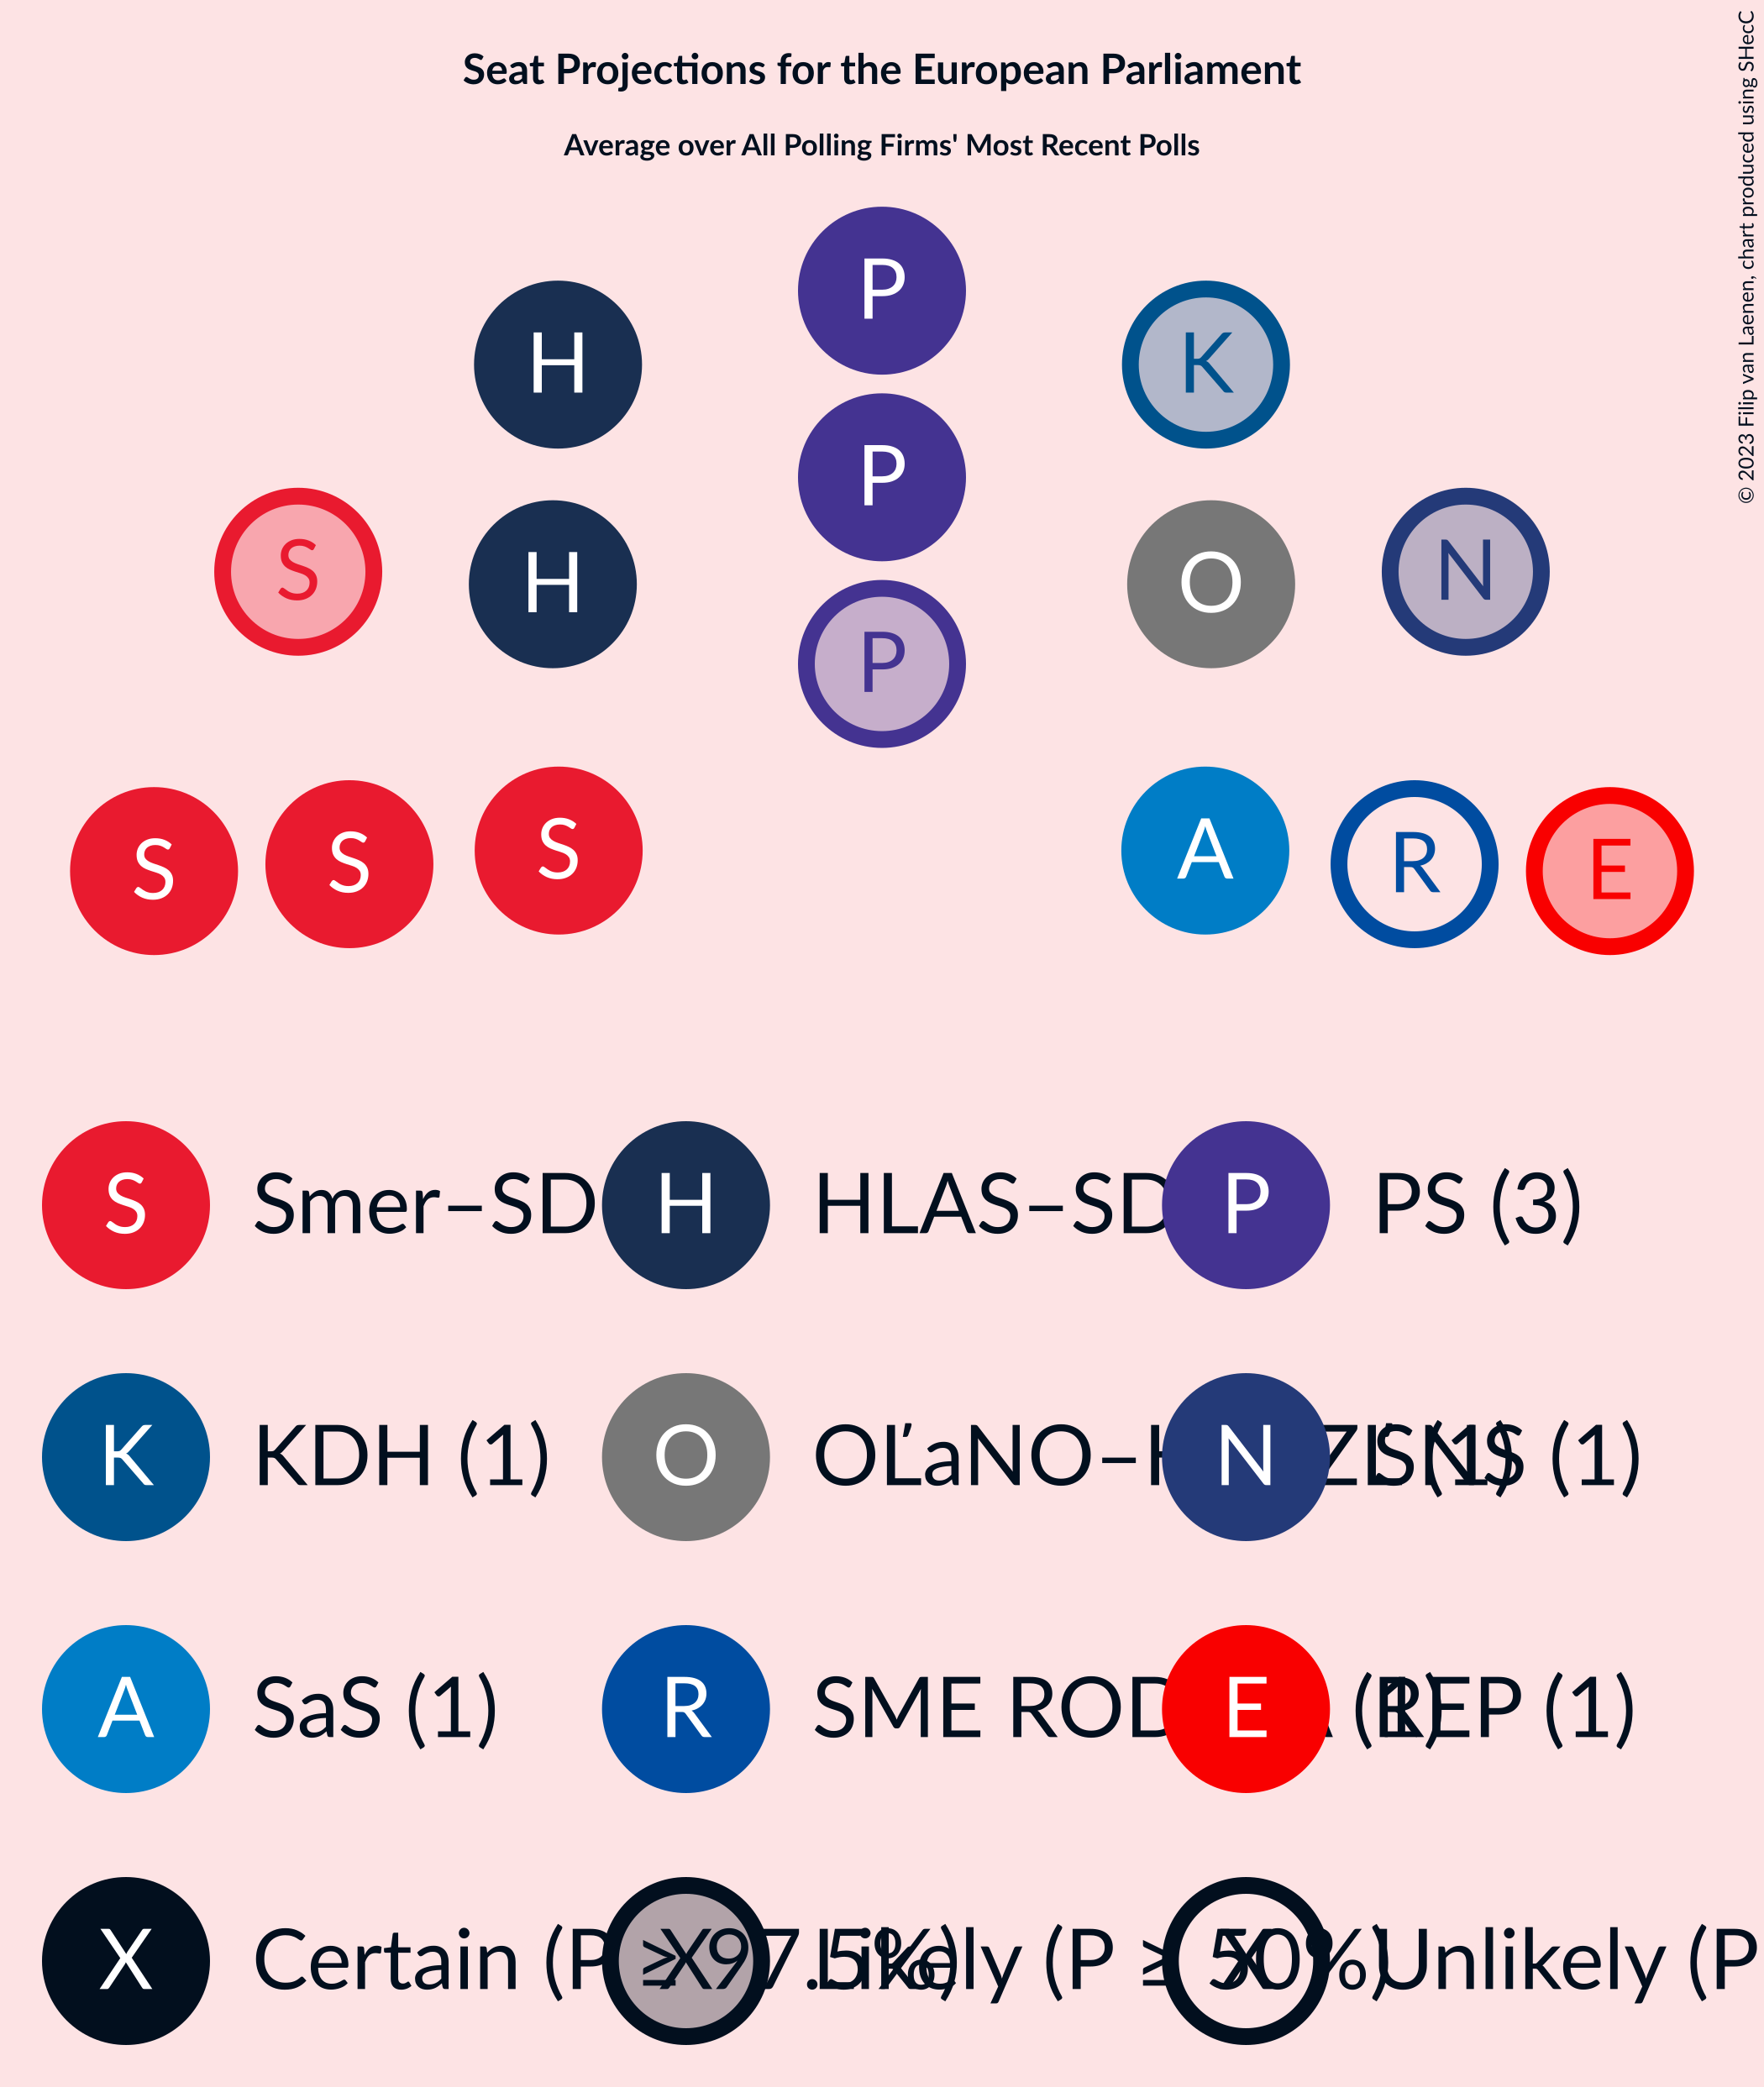 Seat Projections for the European Parliament
Average over All Polling Firms' Most Recent Polls
© 2023 Filip van Laenen, chart produced using SHecC
P
H
K
P
S
H
O
N
P
S
S
S
A
R
E
S Smer–SD H HLAS–SD P PS (3)
K KDH (1) O OĽaNO– N (1) SNS (1)
A SaS (1) R SME E (1) REP (1)
X Certain (P ≥ 97.5%) X Likely (P ≥ 50%) X Unlikely (P